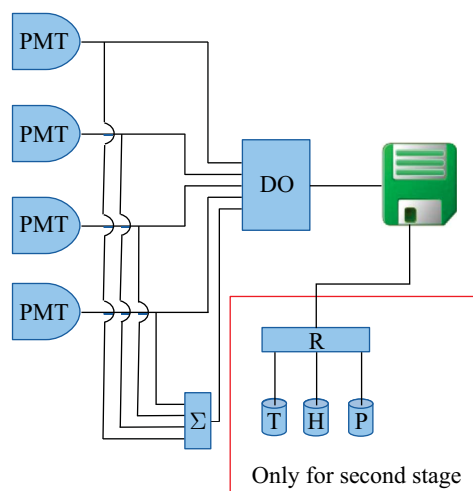 PMT
PMT
DO
PMT
PMT
R
Σ
T H P
Only for second stage